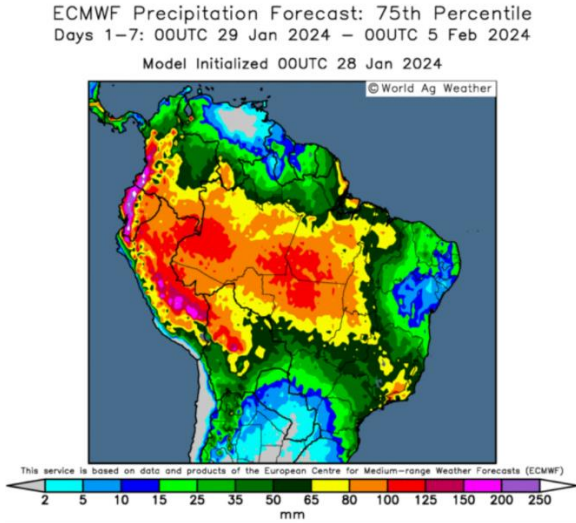 ECMWF Precipitation Forecast: 75th Percentile
Days 1–7: 00UTC 29 Jan 2024 – 00UTC 5 Feb 2024
Model Initialized 00UTC 28 Jan 2024
© World Ag Weather
This service is based on data and products of the European Centre for Medium-range Weather Forecasts (ECMWF)
2 5 10 15 25 35 50 65 80 100 125 150 200 250
mm